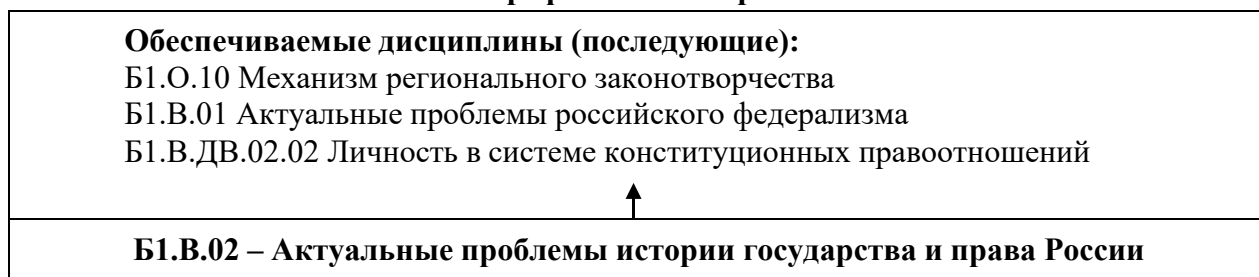 Обеспечиваемые дисциплины (последующие):
Б1.О.10 Механизм регионального законотворчества
Б1.В.01 Актуальные проблемы российского федерализма
Б1.В.ДВ.02.02 Личность в системе конституционных правоотношений
Б1.В.02 – Актуальные проблемы истории государства и права России